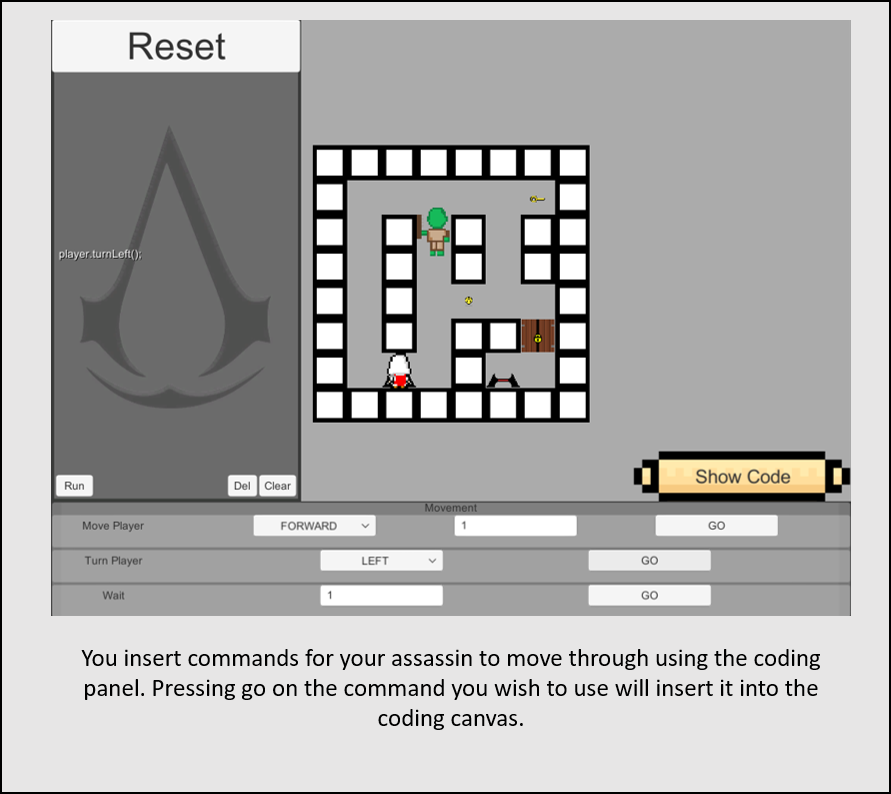 Reset
player.turnLeft();
Run
Del
Clear
Show Code
Movement
Move Player
FORWARD
1
GO
Turn Player
LEFT
GO
Wait
1
GO
You insert commands for your assassin to move through using the coding
panel. Pressing go on the command you wish to use will insert it into the
coding canvas.